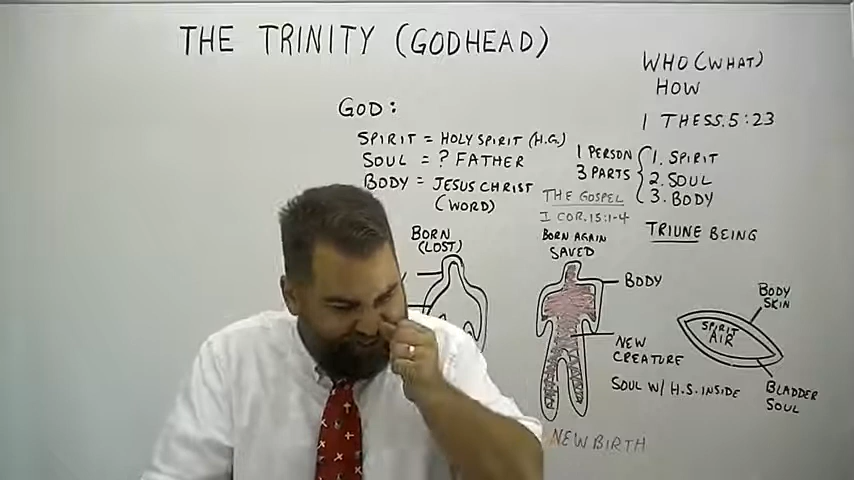 THE TRINITY (GODHEAD)
GOD:
SPIRIT = HOLY SPIRIT (H.G.)
SOUL = ? FATHER
BODY = JESUS CHRIST
(WORD)
WHO (WHAT)
HOW
1 THESS. 5:23
1 PERSON
3 PARTS
1. SPIRIT
2. SOUL
3. BODY
TRIUNE BEING
THE GOSPEL
I COR. 15:1-4
BORN
(LOST)
BORN AGAIN
SAVED
BODY
NEW
CREATURE
SOUL W/ H.S. INSIDE
NEW BIRTH
BODY
SKIN
SPIRIT
AIR
BLADDER
SOUL